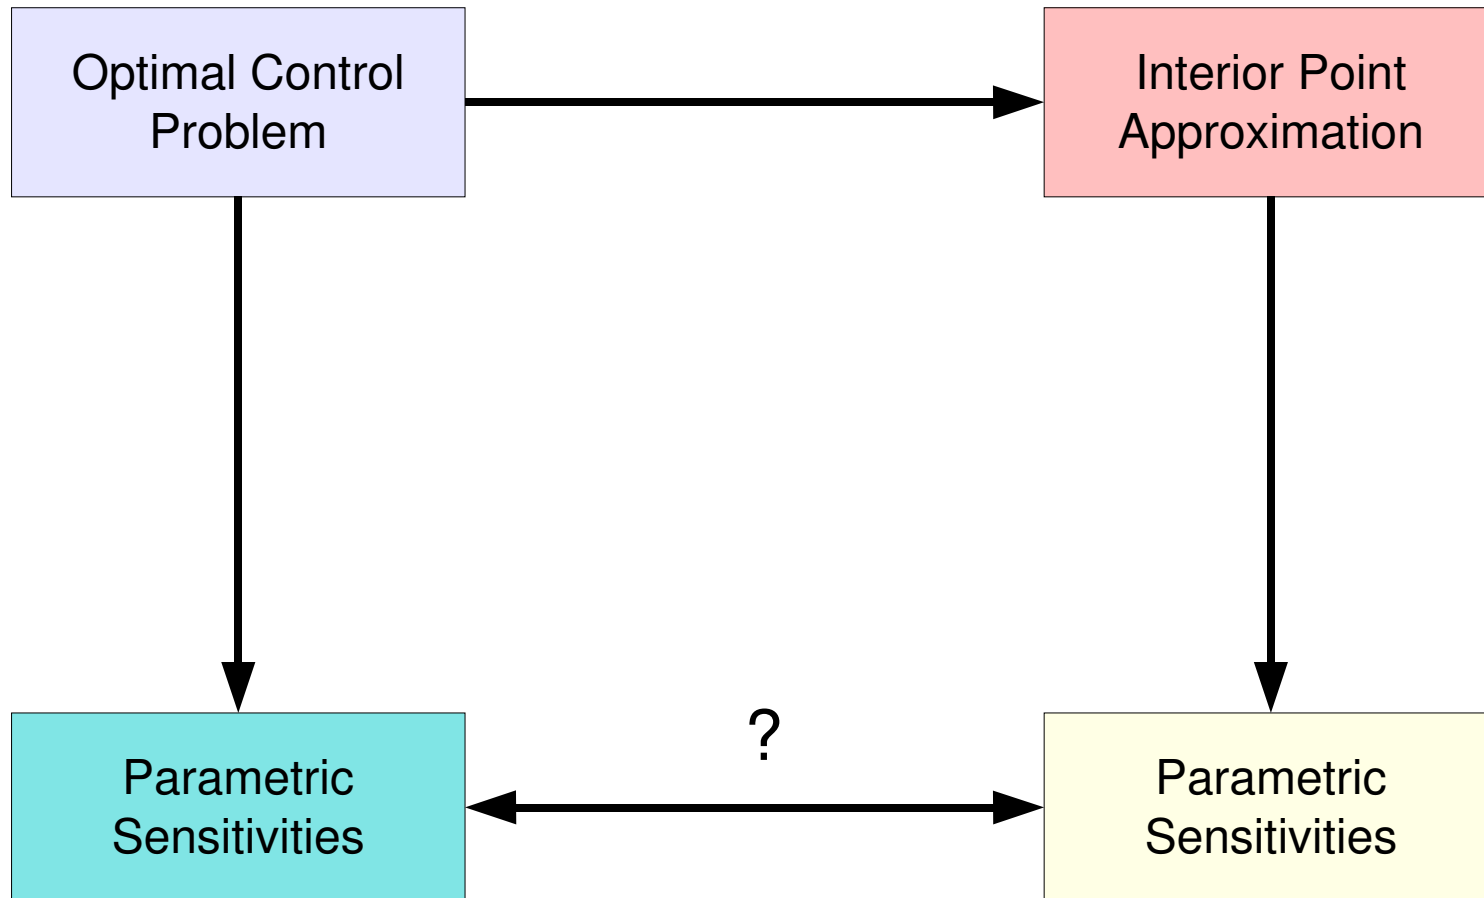 Optimal Control
Problem
Interior Point
Approximation
?
Parametric
Sensitivities
Parametric
Sensitivities